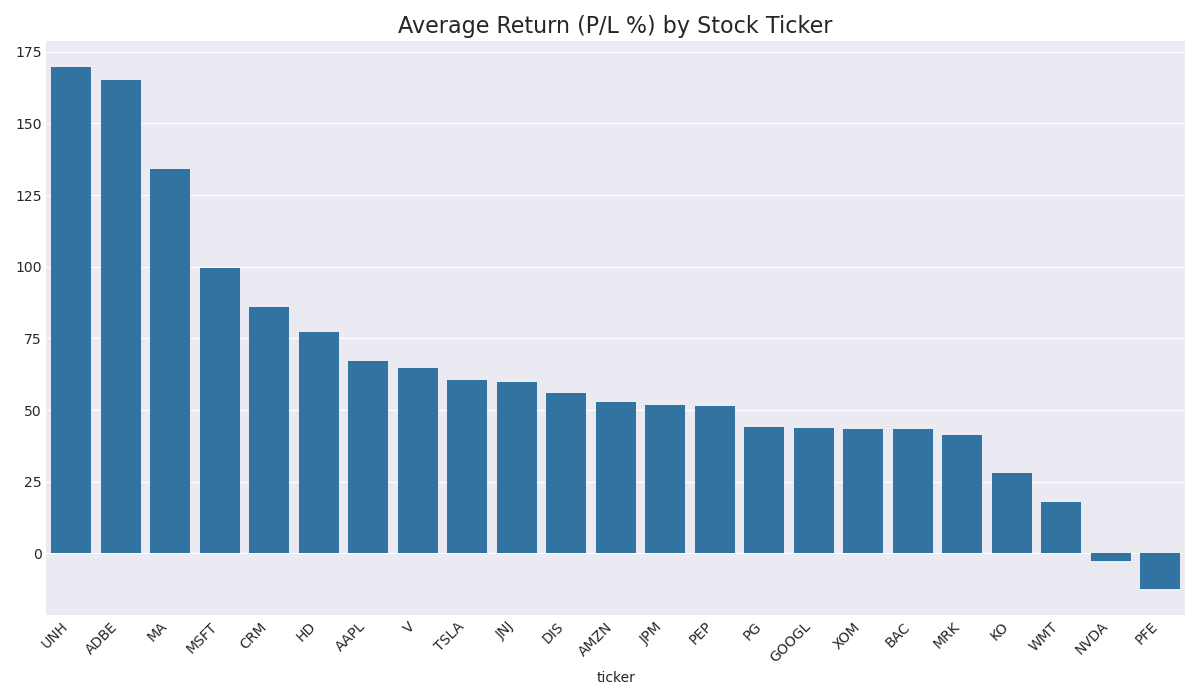 Average Return (P/L %) by Stock Ticker
175
150
125
100
75
50
25
0
UNH
ADBE
MA
MSFT
CRM
HD
AAPL
V
TSLA
JNJ
DIS
AMZN
JPM
PEP
PG
GOOGL
XOM
BAC
MRK
KO
WMT
NVDA
PFE
ticker